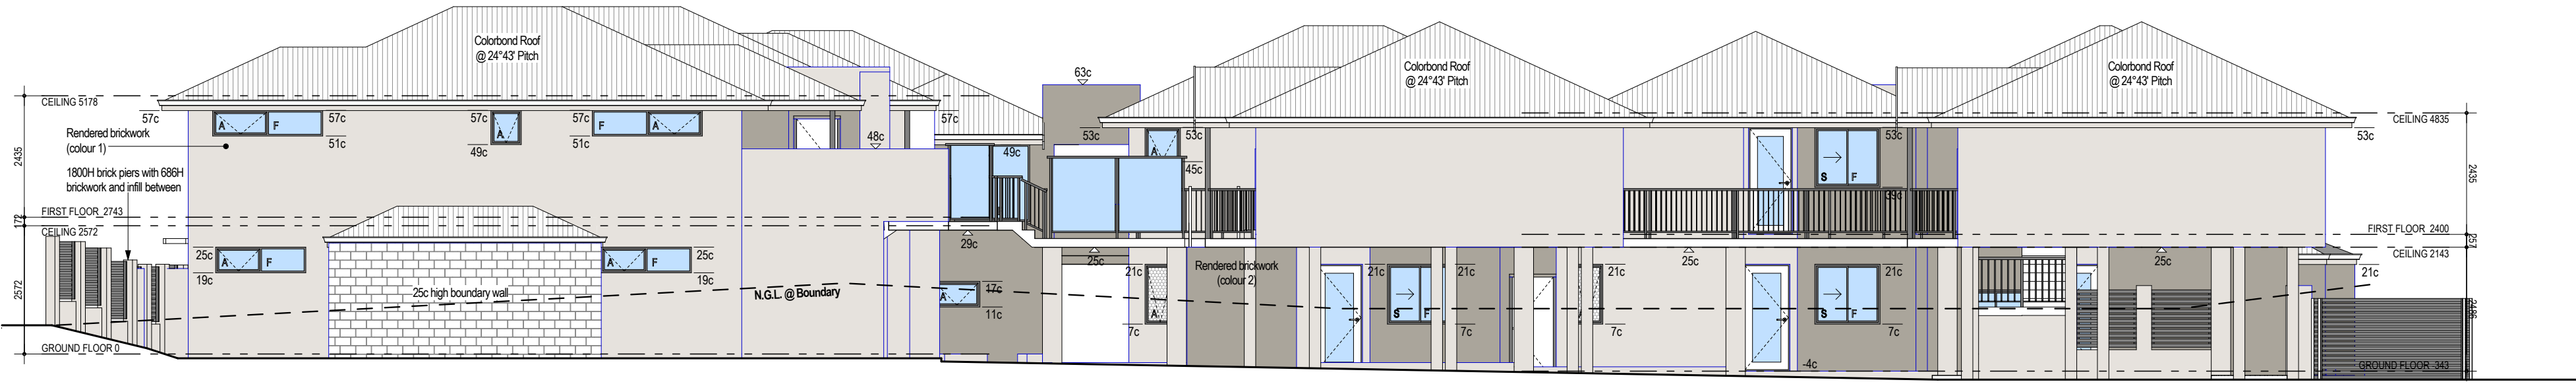 63c
Colorbond Roof
@ 24°43' Pitch
Colorbond Roof
@ 24°43' Pitch
Colorbond Roof
@ 24°43' Pitch
CEILING 5178
57c
57c
57c
57c
57c
CEILING 4835
A
F
A
F
A
Rendered brickwork
(colour 1)
51c
49c
51c
48c
53c
53c
53c
53c
49c
A
45c
S
F
39c
2435
2435
1800H brick piers with 686H
brickwork and infill between
FIRST FLOOR 2743
172
CEILING 2572
FIRST FLOOR 2400
257
CEILING 2143
29c
25c
25c
25c
25c
A
F
19c
A
F
25c
19c
21c
Rendered brickwork
(colour 2)
21c
21c
21c
21c
21c
2572
25c high boundary wall
N.G.L. @ Boundary
A
17c
11c
A
7c
S
F
7c
7c
S
F
7c
2486
GROUND FLOOR 0
-4c
GROUND FLOOR -343